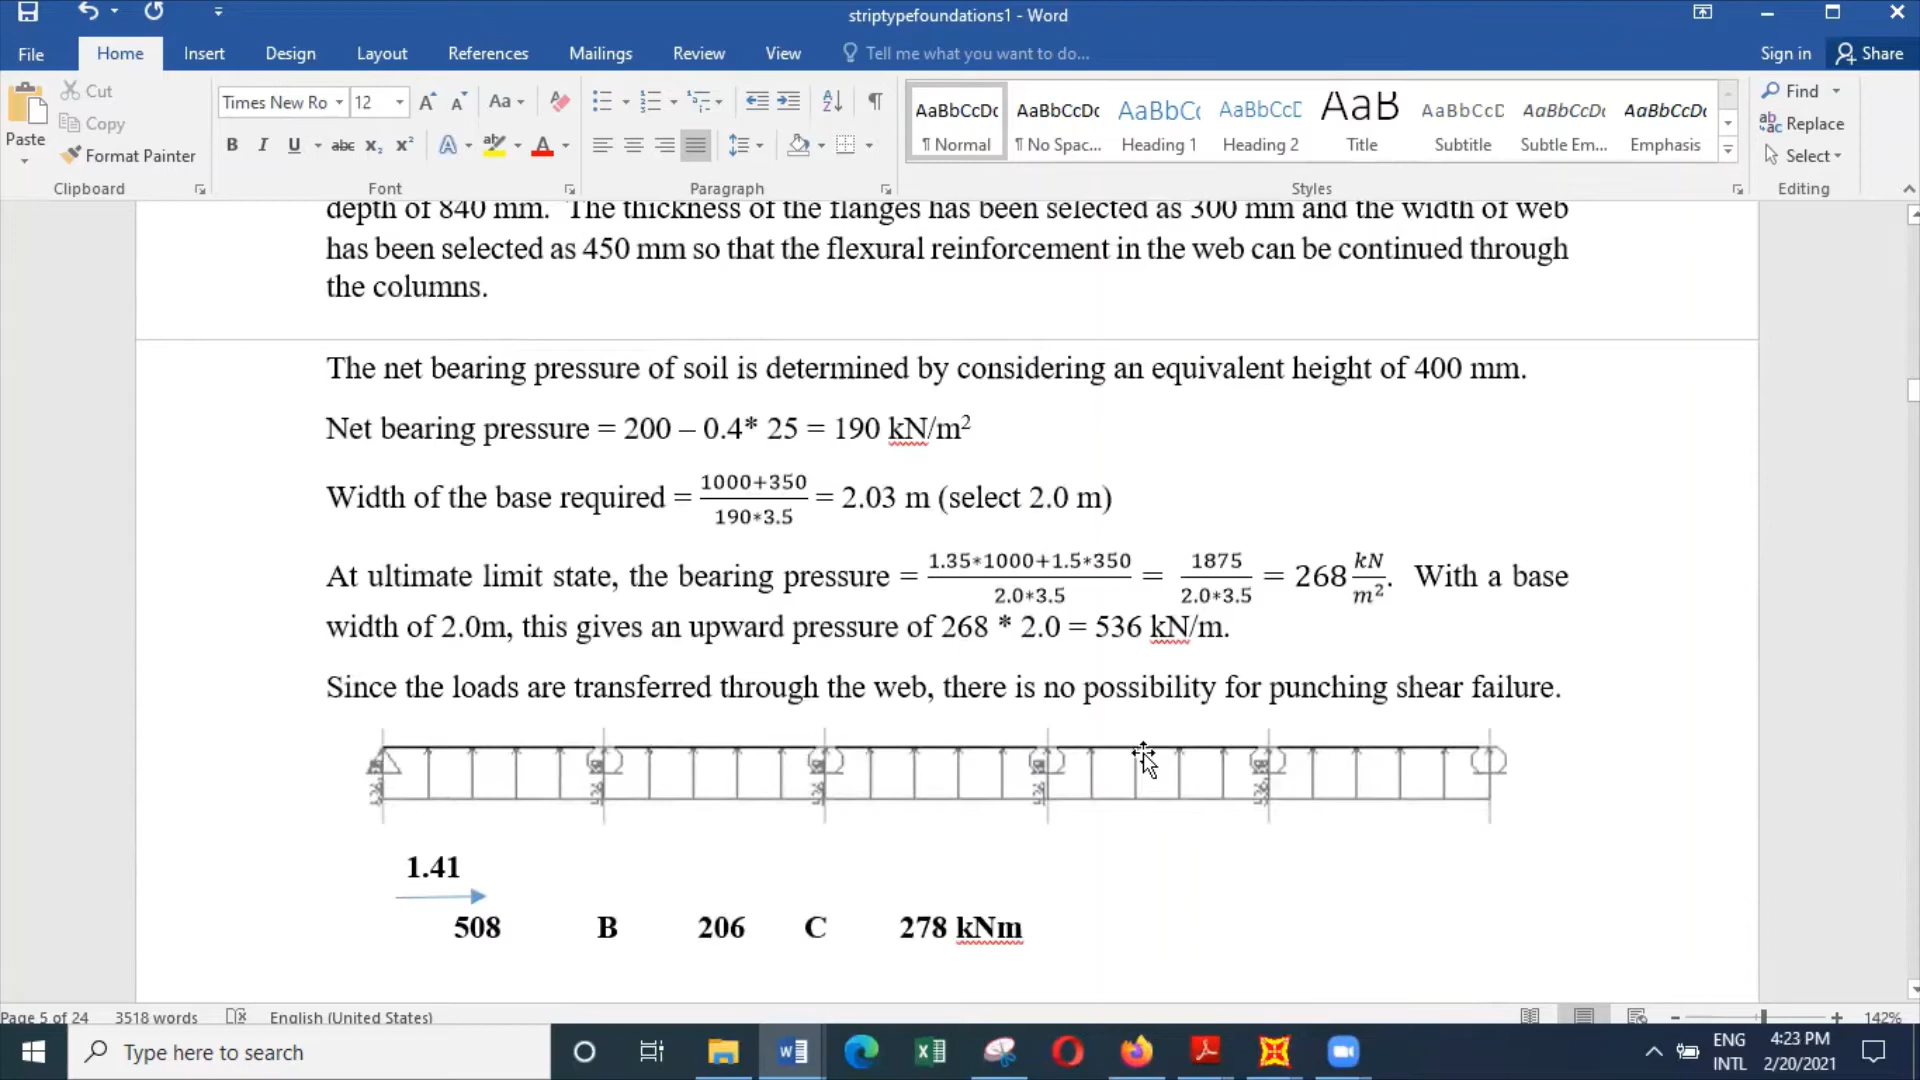 striptypefoundations1 - Word
File Home Insert Design Layout References Mailings Review View Tell me what you want to do... Sign in Share
Paste
Cut
Copy
Format Painter
Clipboard
Times New Ro 12
Font
Paragraph
AaBbCcDc AaBbCcDc AaBbC AaBbCcD AaB AaBbCcD AaBbCcDc AaBbCcDc
¶ Normal ¶ No Spac... Heading 1 Heading 2 Title Subtitle Subtle Em... Emphasis
Styles
Find
Replace
Select
Editing
depth of 840 mm. The thickness of the flanges has been selected as 300 mm and the width of web
has been selected as 450 mm so that the flexural reinforcement in the web can be continued through
the columns.
The net bearing pressure of soil is determined by considering an equivalent height of 400 mm.
Net bearing pressure = 200 – 0.4* 25 = 190 kN/m²
Width of the base required = (1000+350)/(190*3.5) = 2.03 m (select 2.0 m)
At ultimate limit state, the bearing pressure = (1.35*1000+1.5*350)/(2.0*3.5) = 1875/(2.0*3.5) = 268 kN/m². With a base
width of 2.0m, this gives an upward pressure of 268 * 2.0 = 536 kN/m.
Since the loads are transferred through the web, there is no possibility for punching shear failure.
1.41
508 B 206 C 278 kNm
Page 5 of 24 3518 words English (United States) 142%
Type here to search
ENG 4:23 PM
INTL 2/20/2021